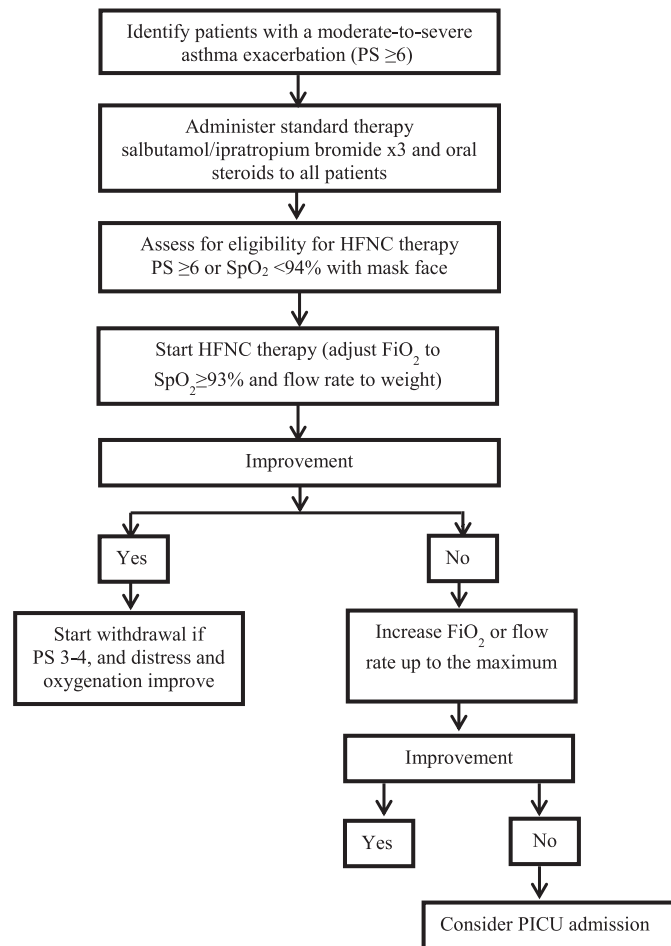 Identify patients with a moderate-to-severe
asthma exacerbation (PS ≥6)
Administer standard therapy
salbutamol/ipratropium bromide x3 and oral
steroids to all patients
Assess for eligibility for HFNC therapy
PS ≥6 or SpO₂ <94% with mask face
Start HFNC therapy (adjust FiO₂ to
SpO₂≥93% and flow rate to weight)
Improvement
Yes
No
Start withdrawal if
PS 3-4, and distress and
oxygenation improve
Increase FiO₂ or flow
rate up to the maximum
Improvement
Yes
No
Consider PICU admission